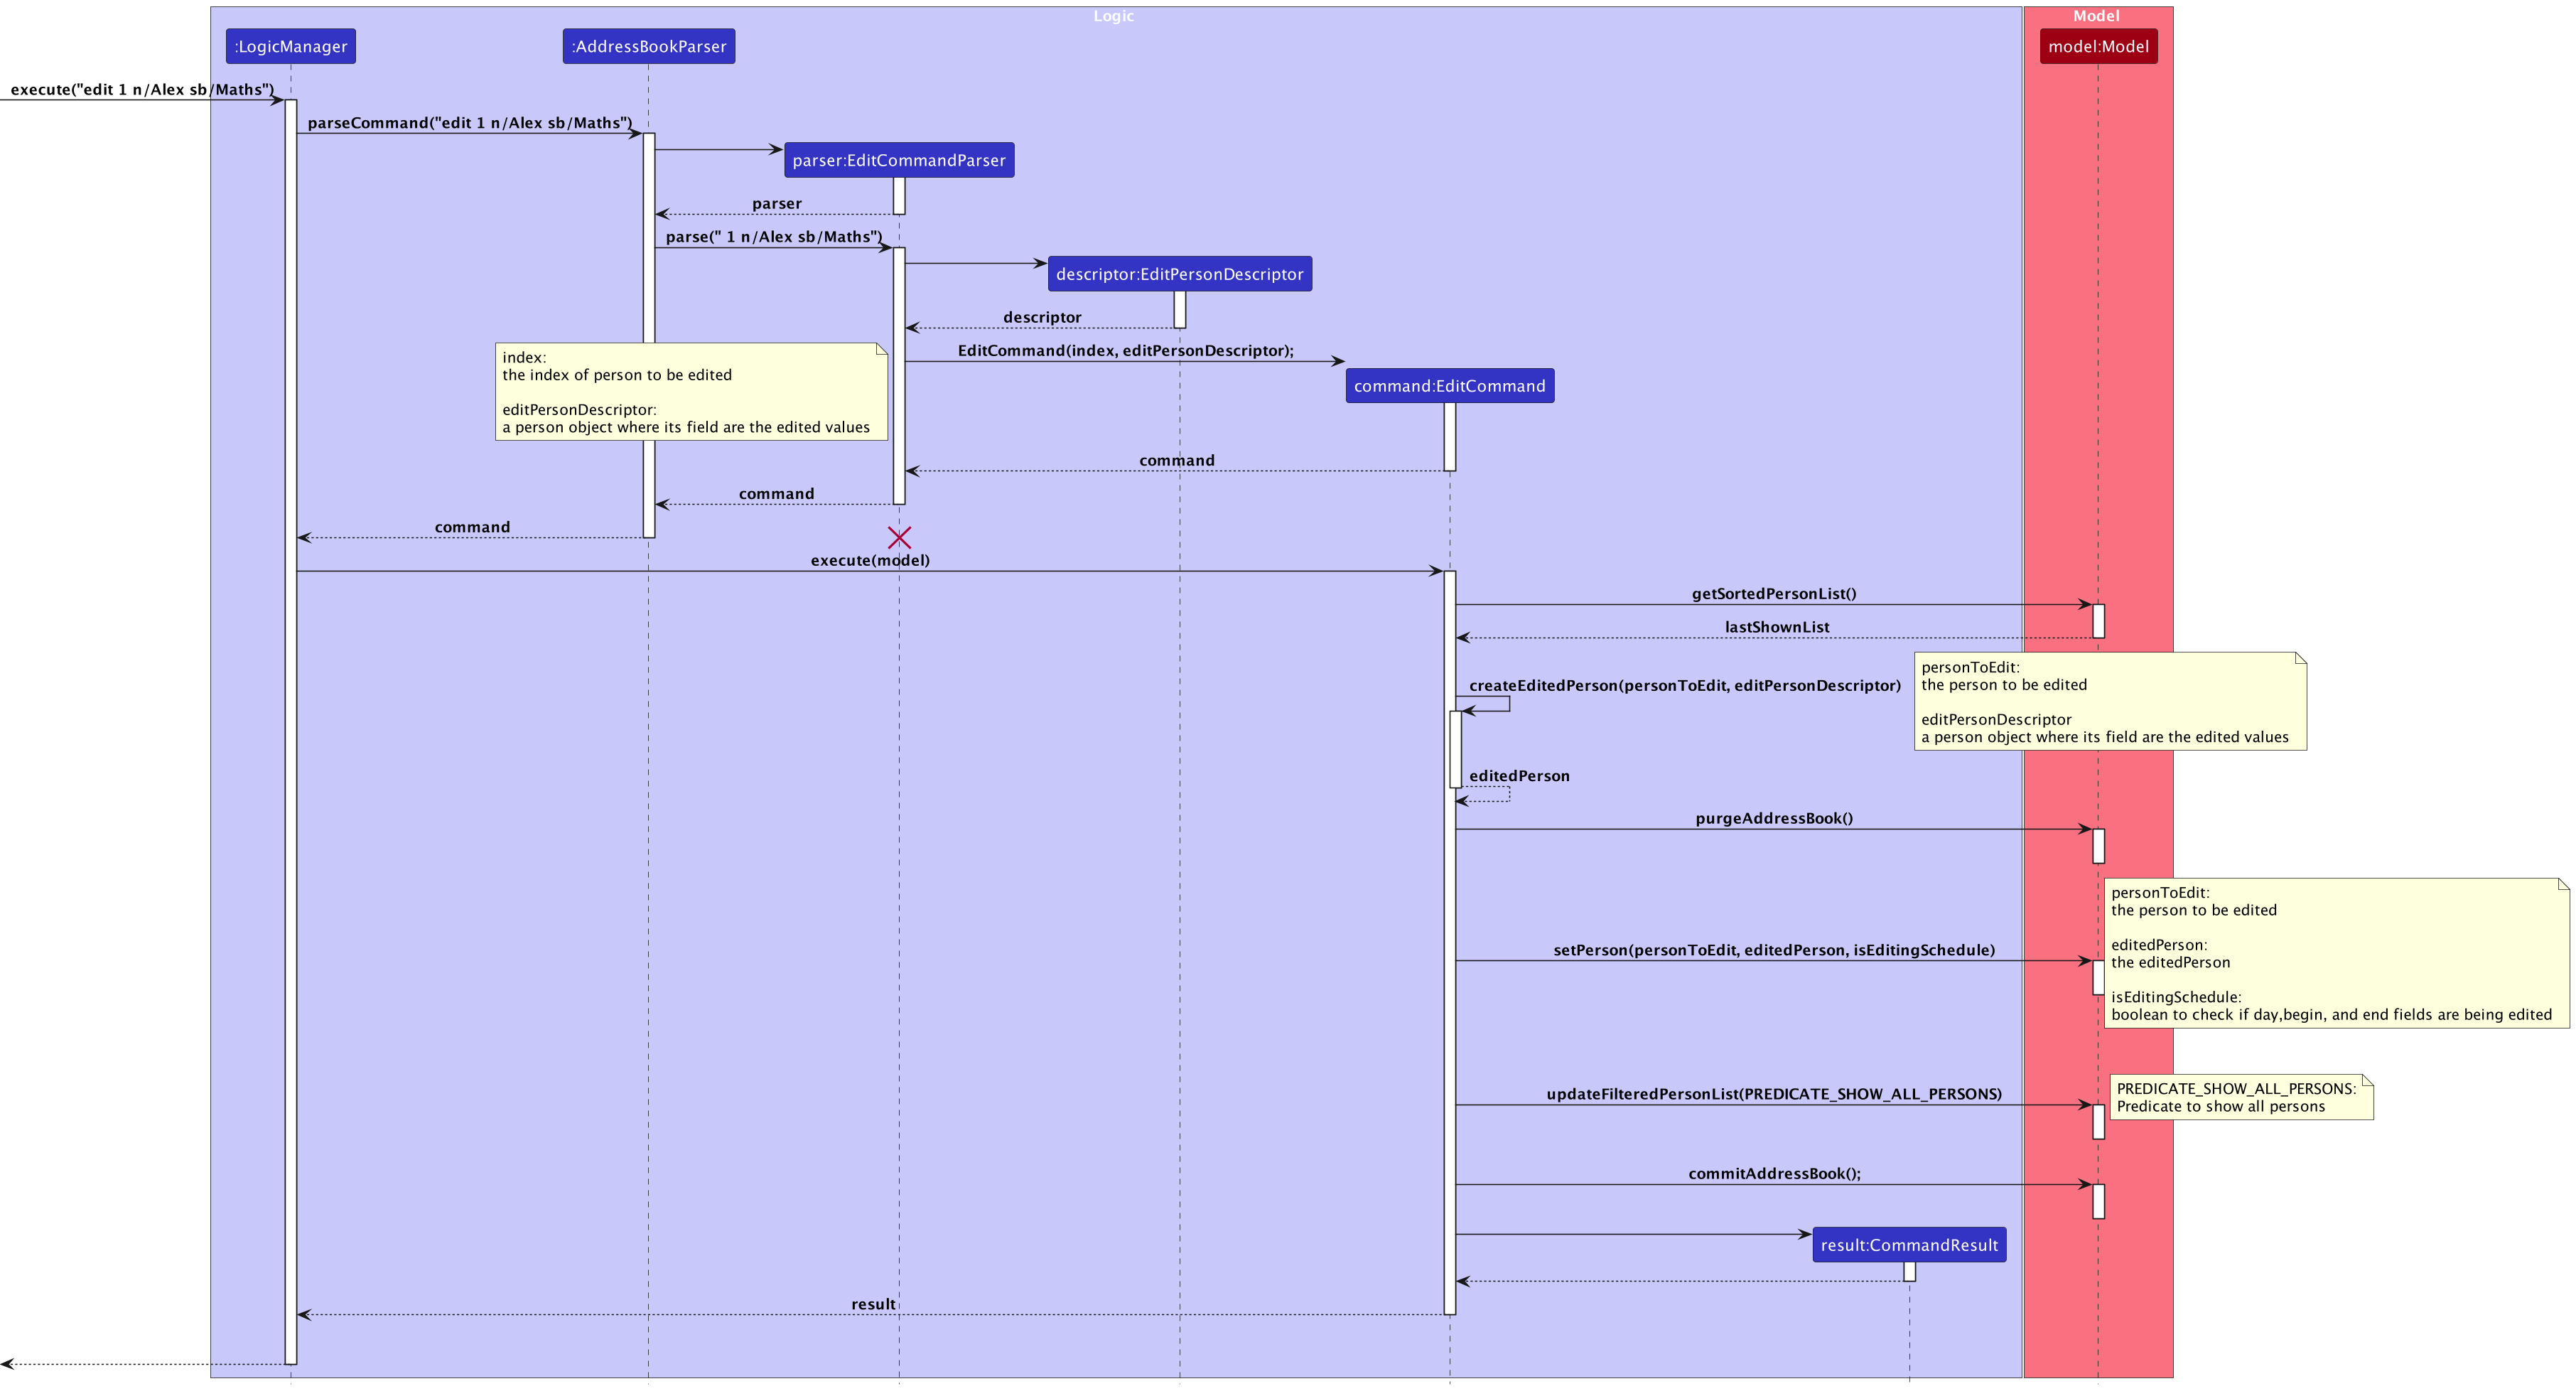 Logic
Model
:LogicManager
:AddressBookParser
model:Model
execute("edit 1 n/Alex sb/Maths")
parseCommand("edit 1 n/Alex sb/Maths")
parser:EditCommandParser
parser
parse(" 1 n/Alex sb/Maths")
descriptor:EditPersonDescriptor
descriptor
index:
the index of person to be edited
editPersonDescriptor:
a person object where its field are the edited values
EditCommand(index, editPersonDescriptor);
command:EditCommand
command
command
command
execute(model)
getSortedPersonList()
lastShownList
createEditedPerson(personToEdit, editPersonDescriptor)
personToEdit:
the person to be edited
editPersonDescriptor
a person object where its field are the edited values
editedPerson
purgeAddressBook()
setPerson(personToEdit, editedPerson, isEditingSchedule)
personToEdit:
the person to be edited
editedPerson:
the editedPerson
isEditingSchedule:
boolean to check if day,begin, and end fields are being edited
updateFilteredPersonList(PREDICATE_SHOW_ALL_PERSONS)
PREDICATE_SHOW_ALL_PERSONS:
Predicate to show all persons
commitAddressBook();
result:CommandResult
result